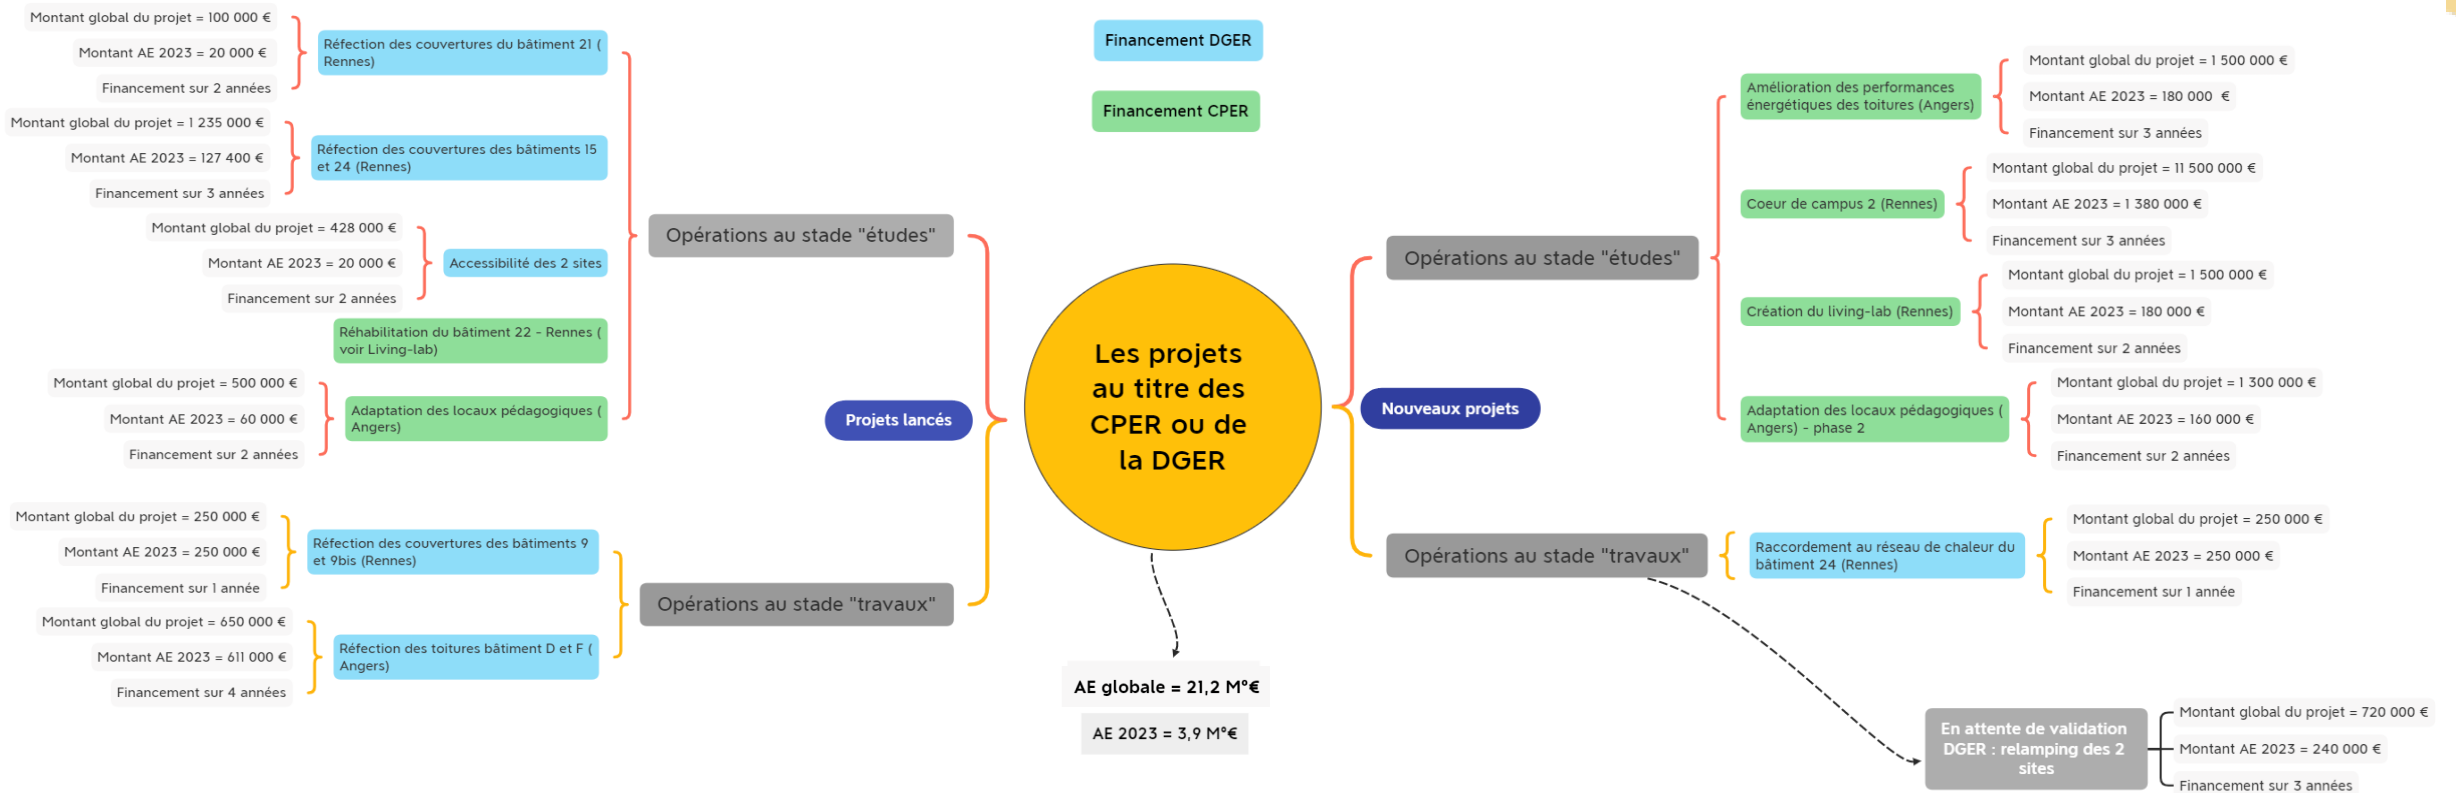 Montant global du projet = 100 000 €
Montant AE 2023 = 20 000 €
Financement sur 2 années
Réfection des couvertures du bâtiment 21 (
Rennes)
Montant global du projet = 1 235 000 €
Montant AE 2023 = 127 400 €
Financement sur 3 années
Réfection des couvertures des bâtiments 15
et 24 (Rennes)
Montant global du projet = 428 000 €
Montant AE 2023 = 20 000 €
Financement sur 2 années
Accessibilité des 2 sites
Réhabilitation du bâtiment 22 - Rennes (
voir Living-lab)
Montant global du projet = 500 000 €
Montant AE 2023 = 60 000 €
Financement sur 2 années
Adaptation des locaux pédagogiques (
Angers)
Opérations au stade "études"
Montant global du projet = 250 000 €
Montant AE 2023 = 250 000 €
Financement sur 1 année
Réfection des couvertures des bâtiments 9
et 9bis (Rennes)
Montant global du projet = 650 000 €
Montant AE 2023 = 611 000 €
Financement sur 4 années
Réfection des toitures bâtiment D et F (
Angers)
Opérations au stade "travaux"
Projets lancés
Financement DGER
Financement CPER
Les projets
au titre des
CPER ou de
la DGER
AE globale = 21,2 M°€
AE 2023 = 3,9 M°€
Nouveaux projets
Opérations au stade "études"
Amélioration des performances
énergétiques des toitures (Angers)
Montant global du projet = 1 500 000 €
Montant AE 2023 = 180 000 €
Financement sur 3 années
Coeur de campus 2 (Rennes)
Montant global du projet = 11 500 000 €
Montant AE 2023 = 1 380 000 €
Financement sur 3 années
Création du living-lab (Rennes)
Montant global du projet = 1 500 000 €
Montant AE 2023 = 180 000 €
Financement sur 2 années
Adaptation des locaux pédagogiques (
Angers) - phase 2
Montant global du projet = 1 300 000 €
Montant AE 2023 = 160 000 €
Financement sur 2 années
Opérations au stade "travaux"
Raccordement au réseau de chaleur du
bâtiment 24 (Rennes)
Montant global du projet = 250 000 €
Montant AE 2023 = 250 000 €
Financement sur 1 année
En attente de validation
DGER : relamping des 2
sites
Montant global du projet = 720 000 €
Montant AE 2023 = 240 000 €
Financement sur 3 années